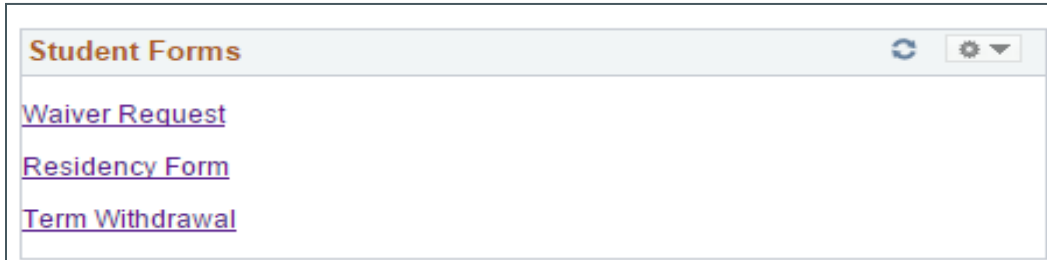 Student Forms
Waiver Request
Residency Form
Term Withdrawal